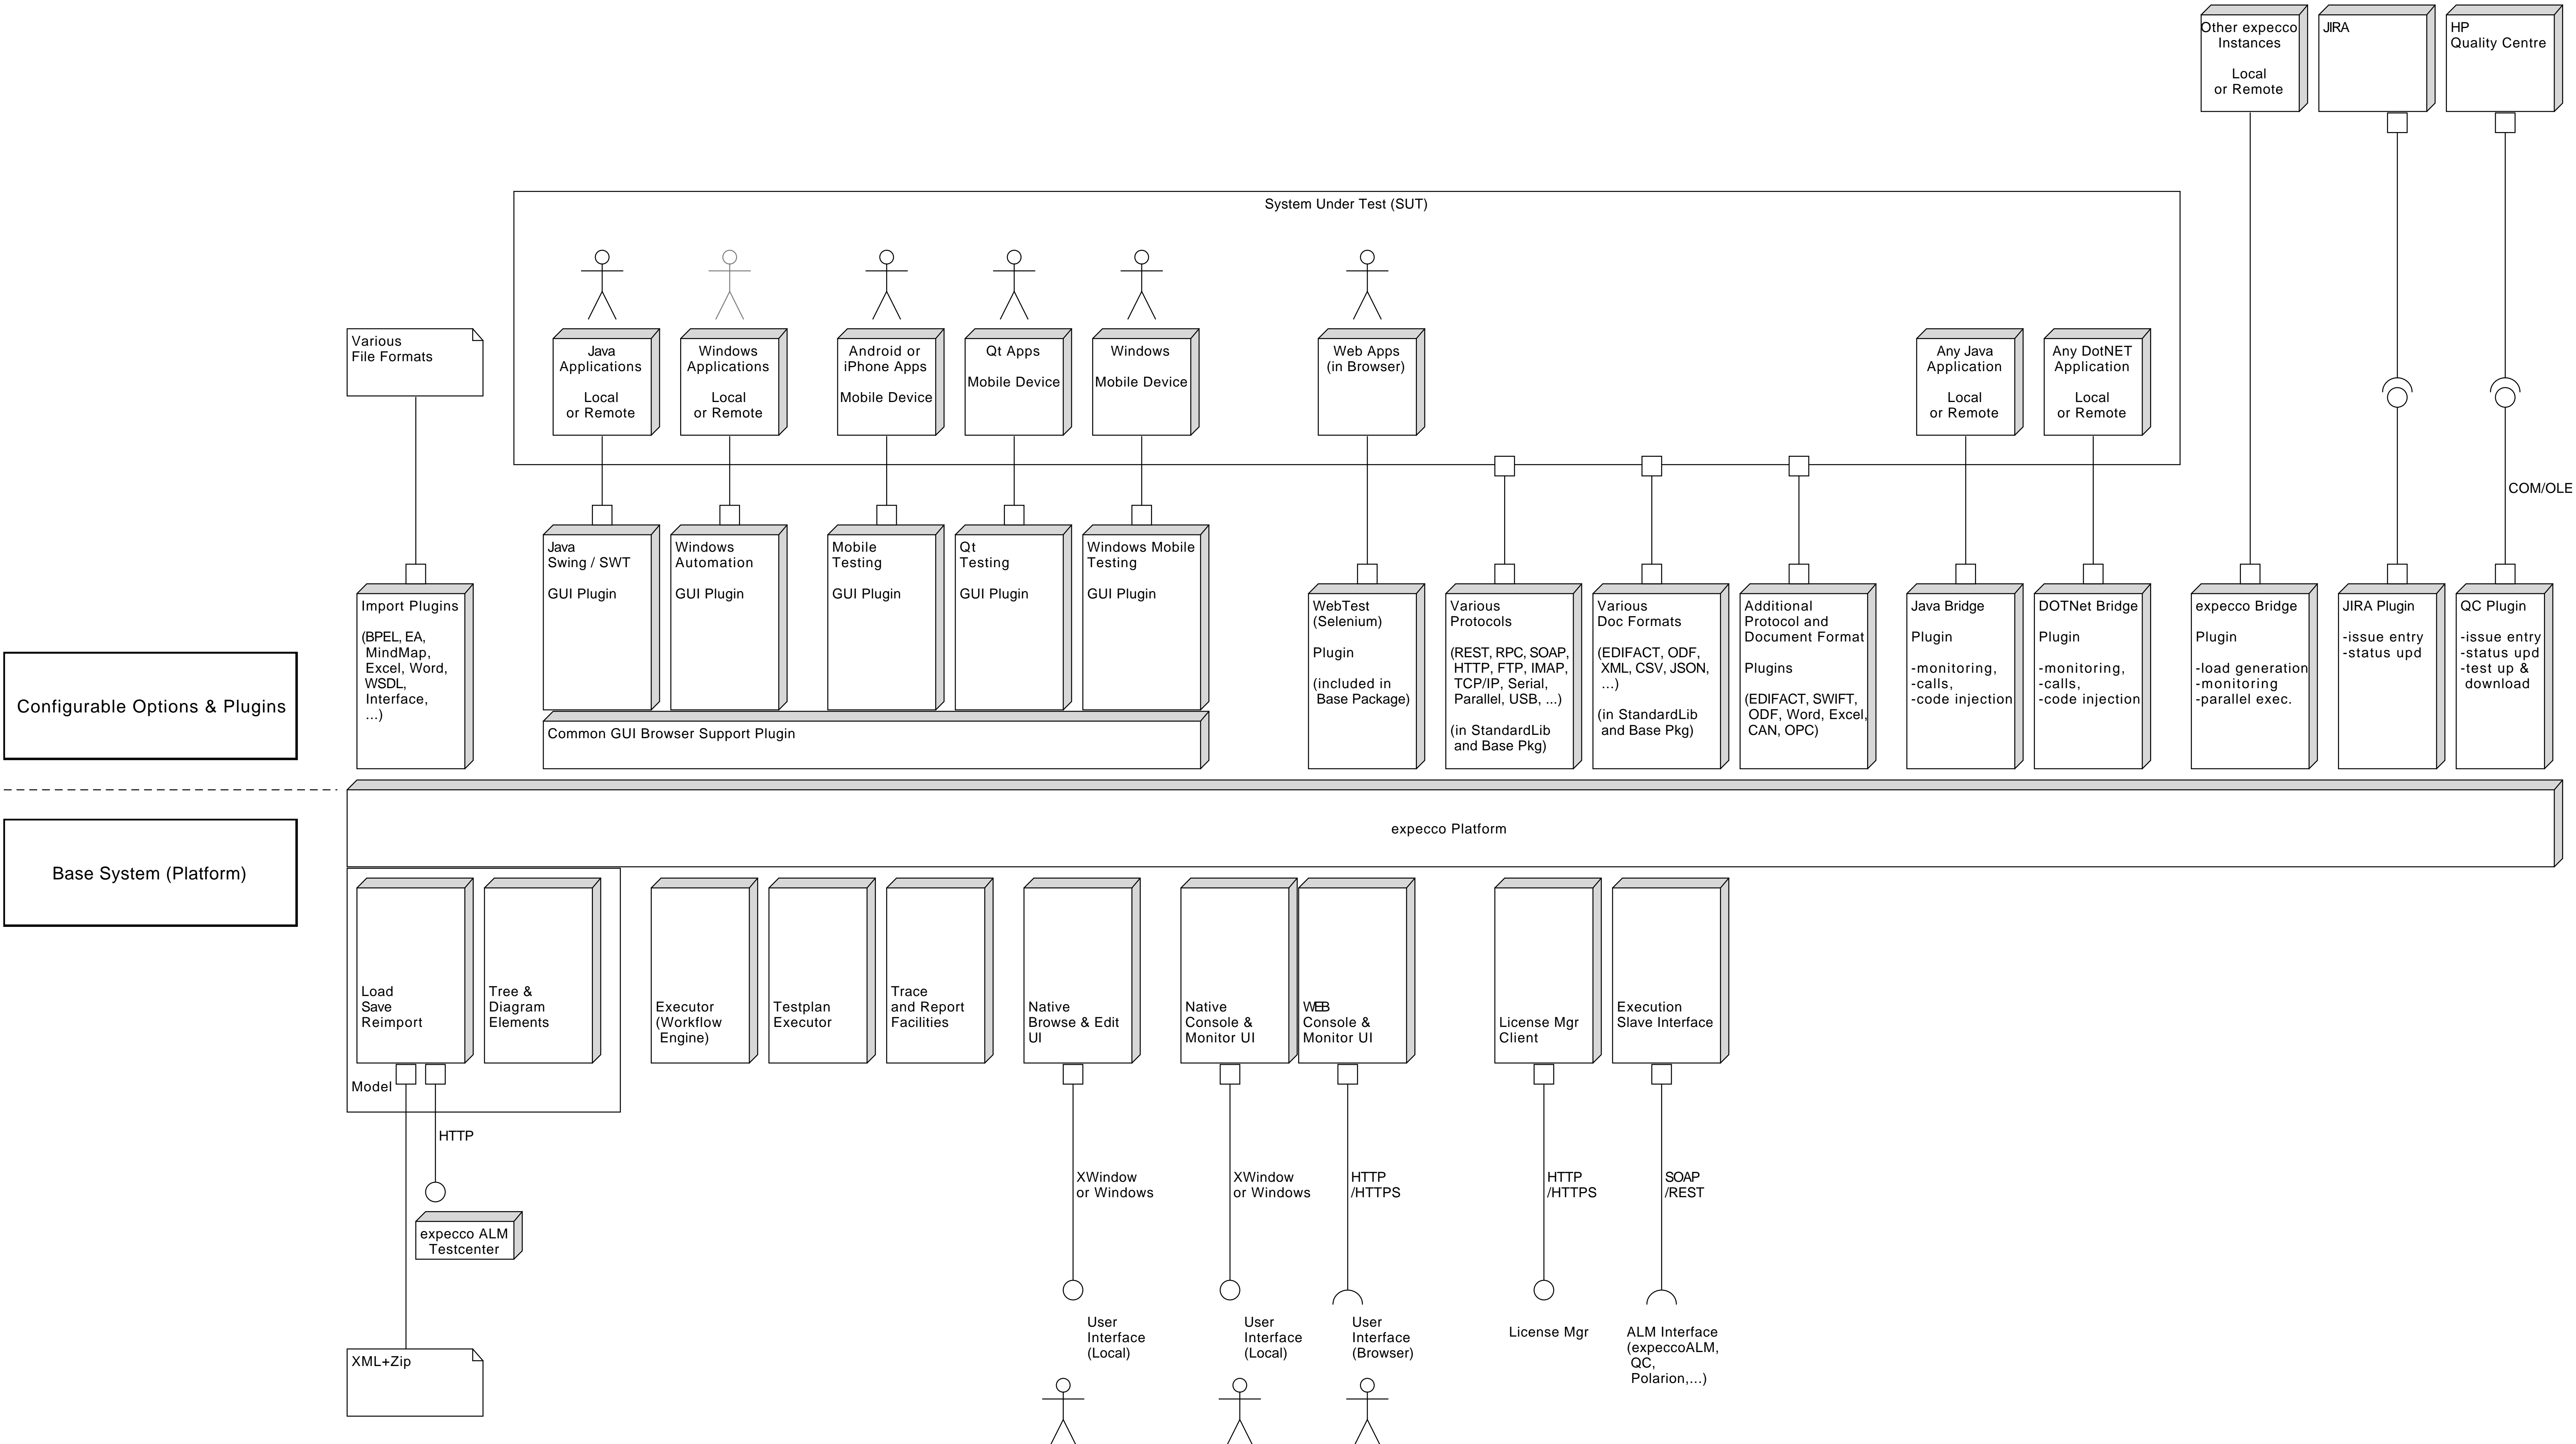 Other expecco
Instances
Local
or Remote
JIRA
HP
Quality Centre
System Under Test (SUT)
Various
File Formats
Java
Applications
Local
or Remote
Windows
Applications
Local
or Remote
Android or
iPhone Apps
Mobile Device
Qt Apps
Mobile Device
Windows
Mobile Device
Web Apps
(in Browser)
Any Java
Application
Local
or Remote
Any DotNET
Application
Local
or Remote
COM/OLE
Configurable Options & Plugins
Import Plugins
(BPEL, EA,
MindMap,
Excel, Word,
WSDL,
Interface,
...)
Java
Swing / SWT
GUI Plugin
Windows
Automation
GUI Plugin
Mobile
Testing
GUI Plugin
Qt
Testing
GUI Plugin
Windows Mobile
Testing
GUI Plugin
Common GUI Browser Support Plugin
WebTest
(Selenium)
Plugin
(included in
Base Package)
Various
Protocols
(REST, RPC, SOAP,
HTTP, FTP, IMAP,
TCP/IP, Serial,
Parallel, USB, ...)
(in StandardLib
and Base Pkg)
Various
Doc Formats
(EDIFACT, ODF,
XML, CSV, JSON,
...)
(in StandardLib
and Base Pkg)
Additional
Protocol and
Document Format
Plugins
(EDIFACT, SWIFT,
ODF, Word, Excel,
CAN, OPC)
Java Bridge
Plugin
-monitoring,
-calls,
-code injection
DOTNet Bridge
Plugin
-monitoring,
-calls,
-code injection
expecco Bridge
Plugin
-load generation
-monitoring
-parallel exec.
JIRA Plugin
-issue entry
-status upd
QC Plugin
-issue entry
-status upd
-test up &
download
expecco Platform
Base System (Platform)
Load
Save
Reimport
Tree &
Diagram
Elements
Model
Executor
(Workflow
Engine)
Testplan
Executor
Trace
and Report
Facilities
Native
Browse & Edit
UI
Native
Console &
Monitor UI
WEB
Console &
Monitor UI
License Mgr
Client
Execution
Slave Interface
HTTP
expecco ALM
Testcenter
XML+Zip
XWindow
or Windows
XWindow
or Windows
HTTP
/HTTPS
HTTP
/HTTPS
SOAP
/REST
User
Interface
(Local)
User
Interface
(Local)
User
Interface
(Browser)
License Mgr
ALM Interface
(expeccoALM,
QC,
Polarion,...)